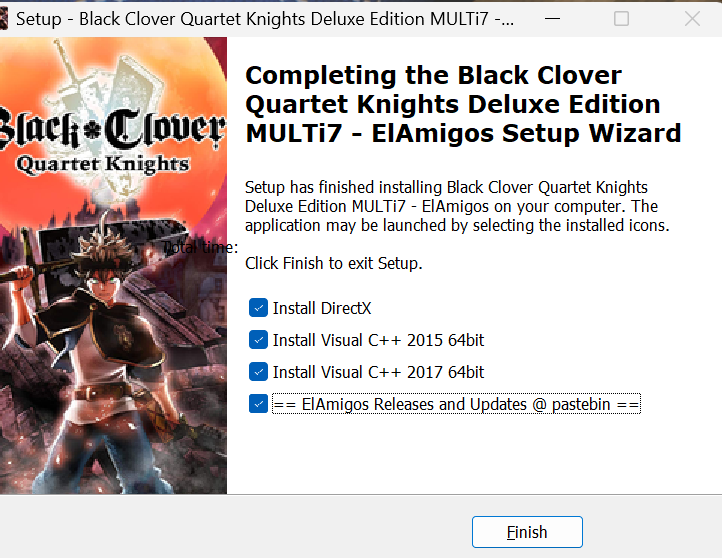 Setup - Black Clover Quartet Knights Deluxe Edition MULTi7 -...
Black Clover
Quartet Knights
Total time:
Completing the Black Clover
Quartet Knights Deluxe Edition
MULTi7 - ElAmigos Setup Wizard
Setup has finished installing Black Clover Quartet Knights
Deluxe Edition MULTi7 - ElAmigos on your computer. The
application may be launched by selecting the installed icons.
Click Finish to exit Setup.
Install DirectX
Install Visual C++ 2015 64bit
Install Visual C++ 2017 64bit
== ElAmigos Releases and Updates @ pastebin ==
Finish